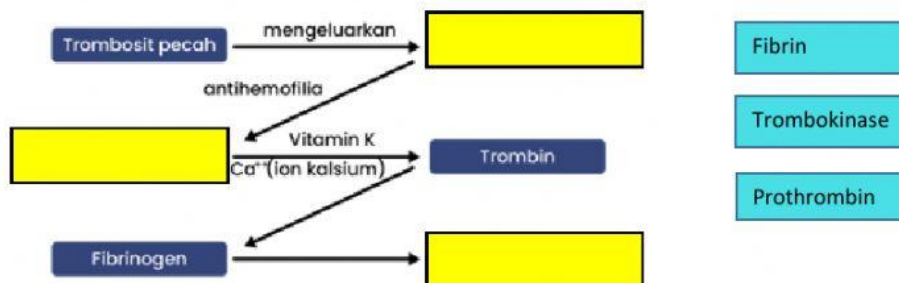 Trombosit pecah
mengeluarkan
antihemofilia
Vitamin K
Ca⁺⁺(ion kalsium)
Trombin
Fibrinogen
Fibrin
Trombokinase
Prothrombin